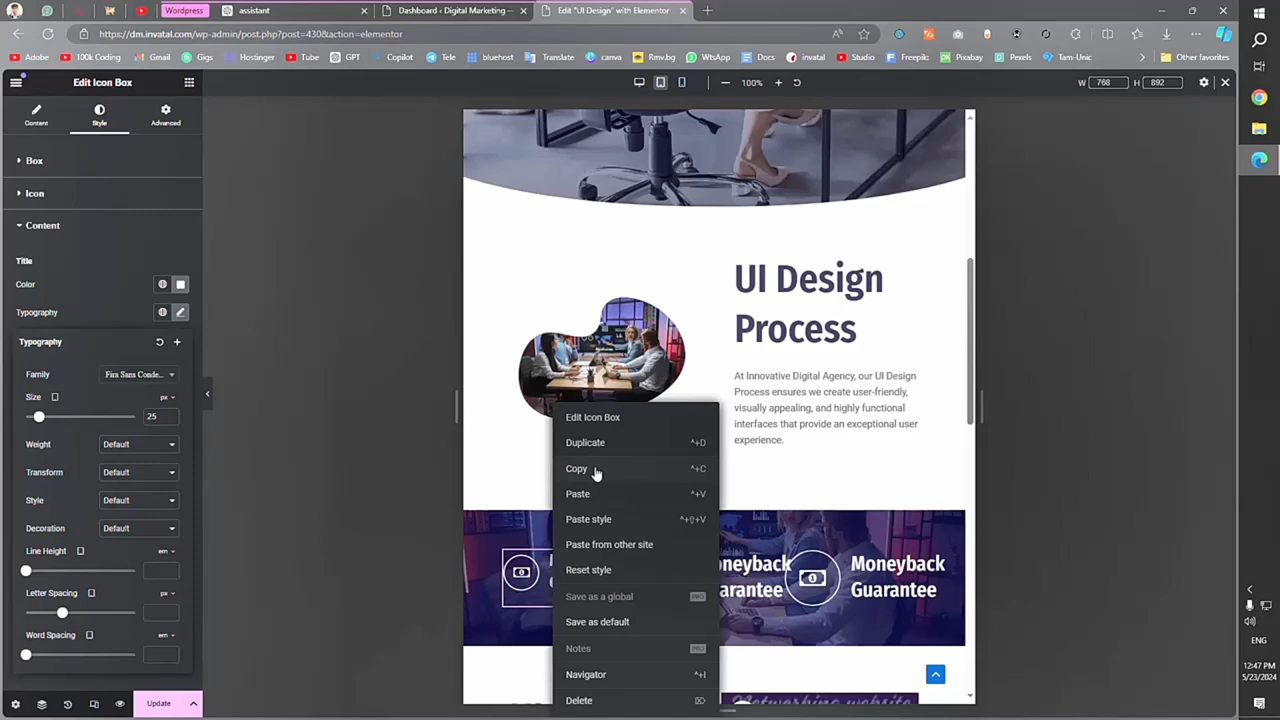 Wordpress
assistant
Dashboard ‹ Digital Marketing —
Edit "UI Design" with Elementor
https://dm.invatal.com/wp-admin/post.php?post=430&action=elementor
YouTube
100k Coding
Gmail
Gigs
Hostinger
Tube
GPT
Copilot
Tele
bluehost
Translate
canva
Rmv.bg
WtsApp
Docs
invatal
Studio
Freepik
Pixabay
Pexels
Tam-Unic
Other favorites
Edit Icon Box
100%
W 768 H 892
Content
Style
Advanced
Box
Icon
Content
Title
Color
Typography
Typography
Family Fira Sans Conde...
Size px
25
Weight Default
Transform Default
Style Default
Decoration Default
Line Height em
Letter Spacing px
Word Spacing em
Update
UI Design
Process
At Innovative Digital Agency, our UI Design
Process ensures we create user-friendly,
visually appealing, and highly functional
interfaces that provide an exceptional user
experience.
Edit Icon Box
Duplicate ^+D
Copy ^+C
Paste ^+V
Paste style ^+⇧+V
Paste from other site
Reset style
Save as a global PRO
Save as default
Notes PRO
Navigator ^+I
Delete
oneyback
arantee
Moneyback
Guarantee
Networking website
ENG
12:47 PM
5/23/2024